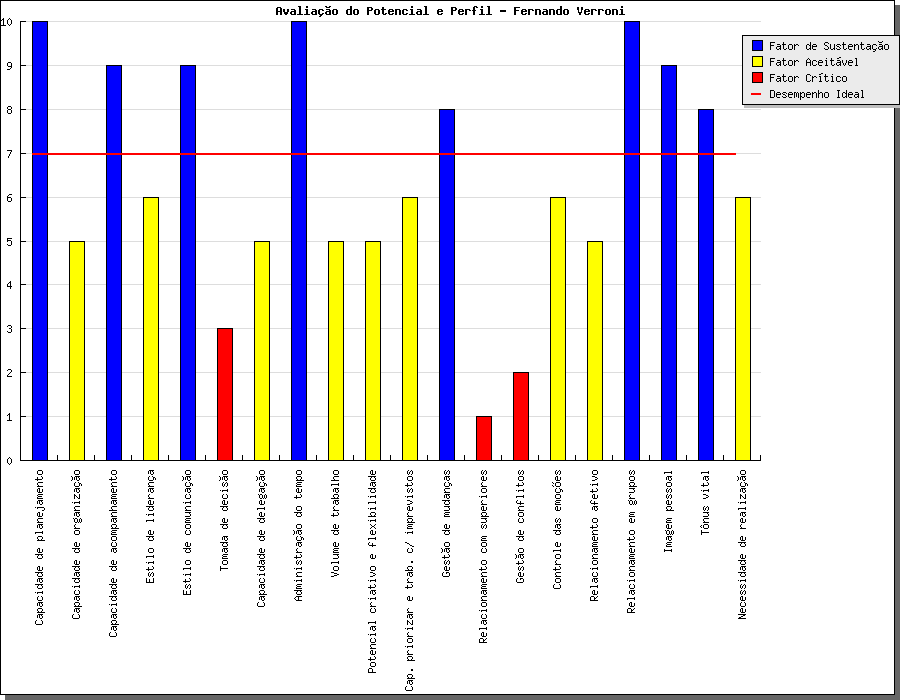 Avaliação do Potencial e Perfil - Fernando Verroni
Fator de Sustentação
Fator Aceitável
Fator Crítico
Desempenho Ideal
10
9
8
7
6
5
4
3
2
1
0
Capacidade de planejamento
Capacidade de organização
Capacidade de acompanhamento
Estilo de liderança
Estilo de comunicação
Tomada de decisão
Capacidade de delegação
Administração do tempo
Volume de trabalho
Potencial criativo e flexibilidade
Cap. priorizar e trab. c/ imprevistos
Gestão de mudanças
Relacionamento com superiores
Gestão de conflitos
Controle das emoções
Relacionamento afetivo
Relacionamento em grupos
Imagem pessoal
Tônus vital
Necessidade de realização